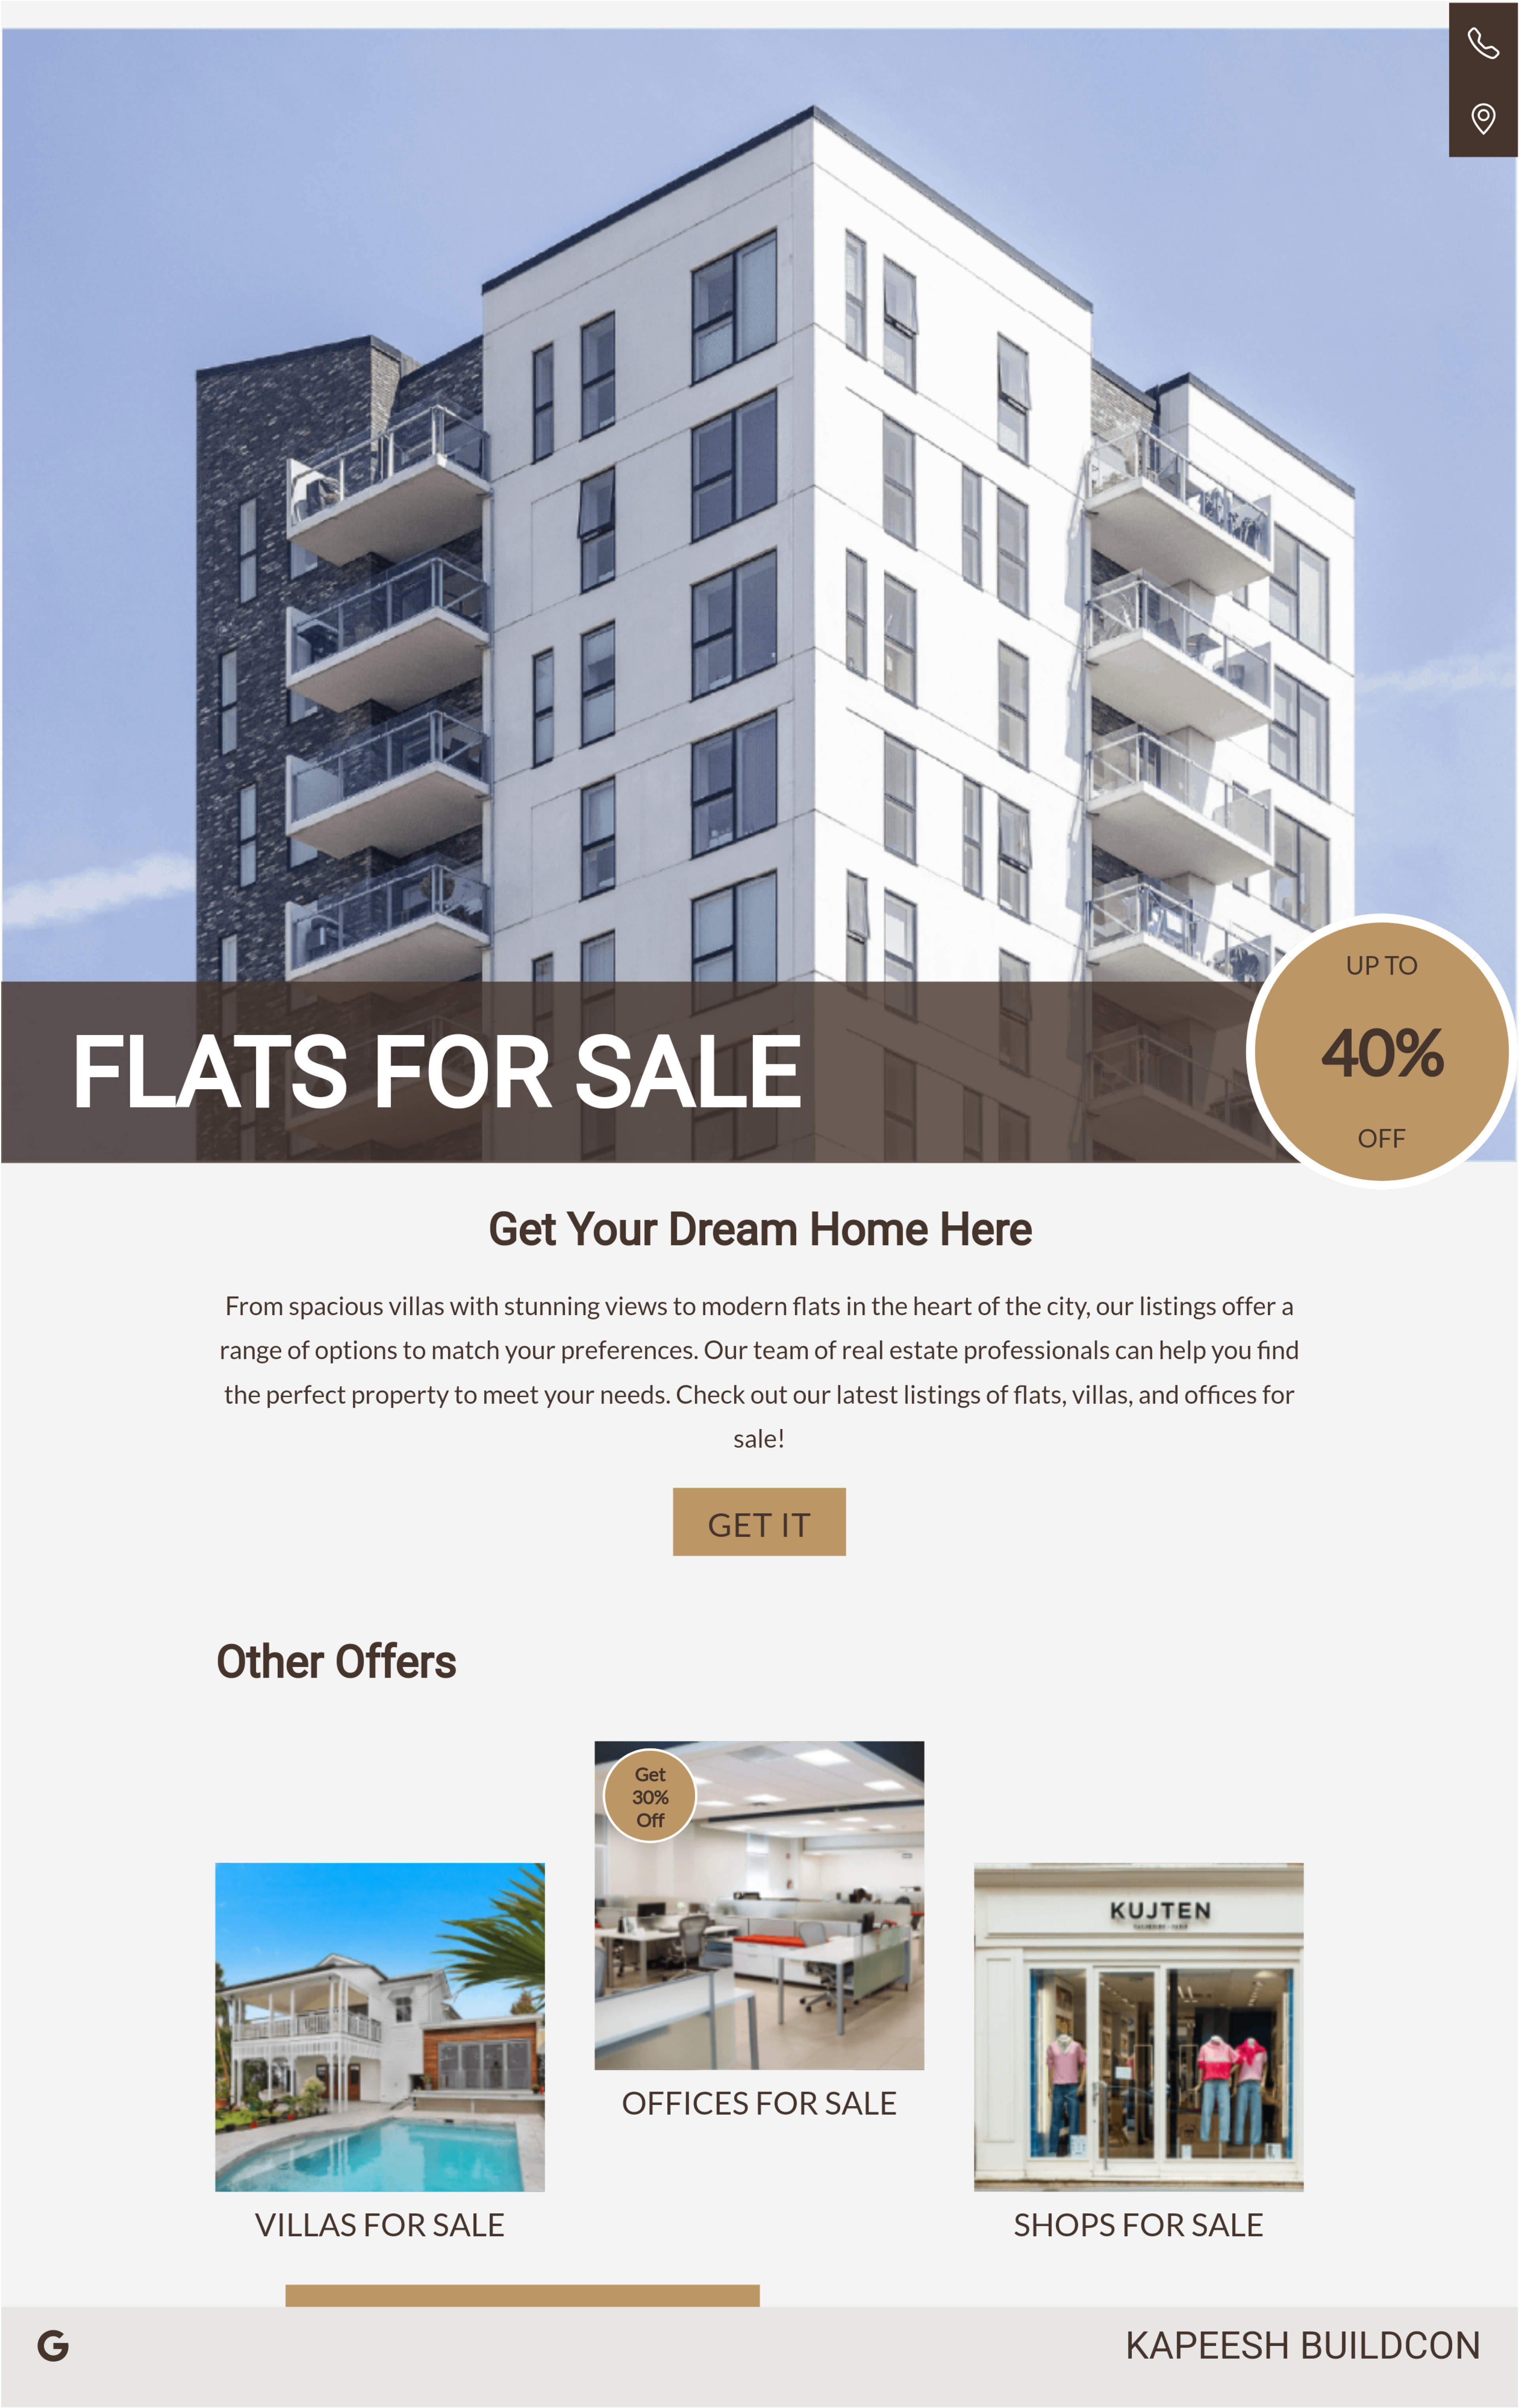 UP TO
40%
OFF
FLATS FOR SALE
Get Your Dream Home Here
From spacious villas with stunning views to modern flats in the heart of the city, our listings offer a
range of options to match your preferences. Our team of real estate professionals can help you find
the perfect property to meet your needs. Check out our latest listings of flats, villas, and offices for
sale!
GET IT
Other Offers
Get
30%
Off
KUJTEN
OFFICES FOR SALE
VILLAS FOR SALE
SHOPS FOR SALE
G
KAPEESH BUILDCON